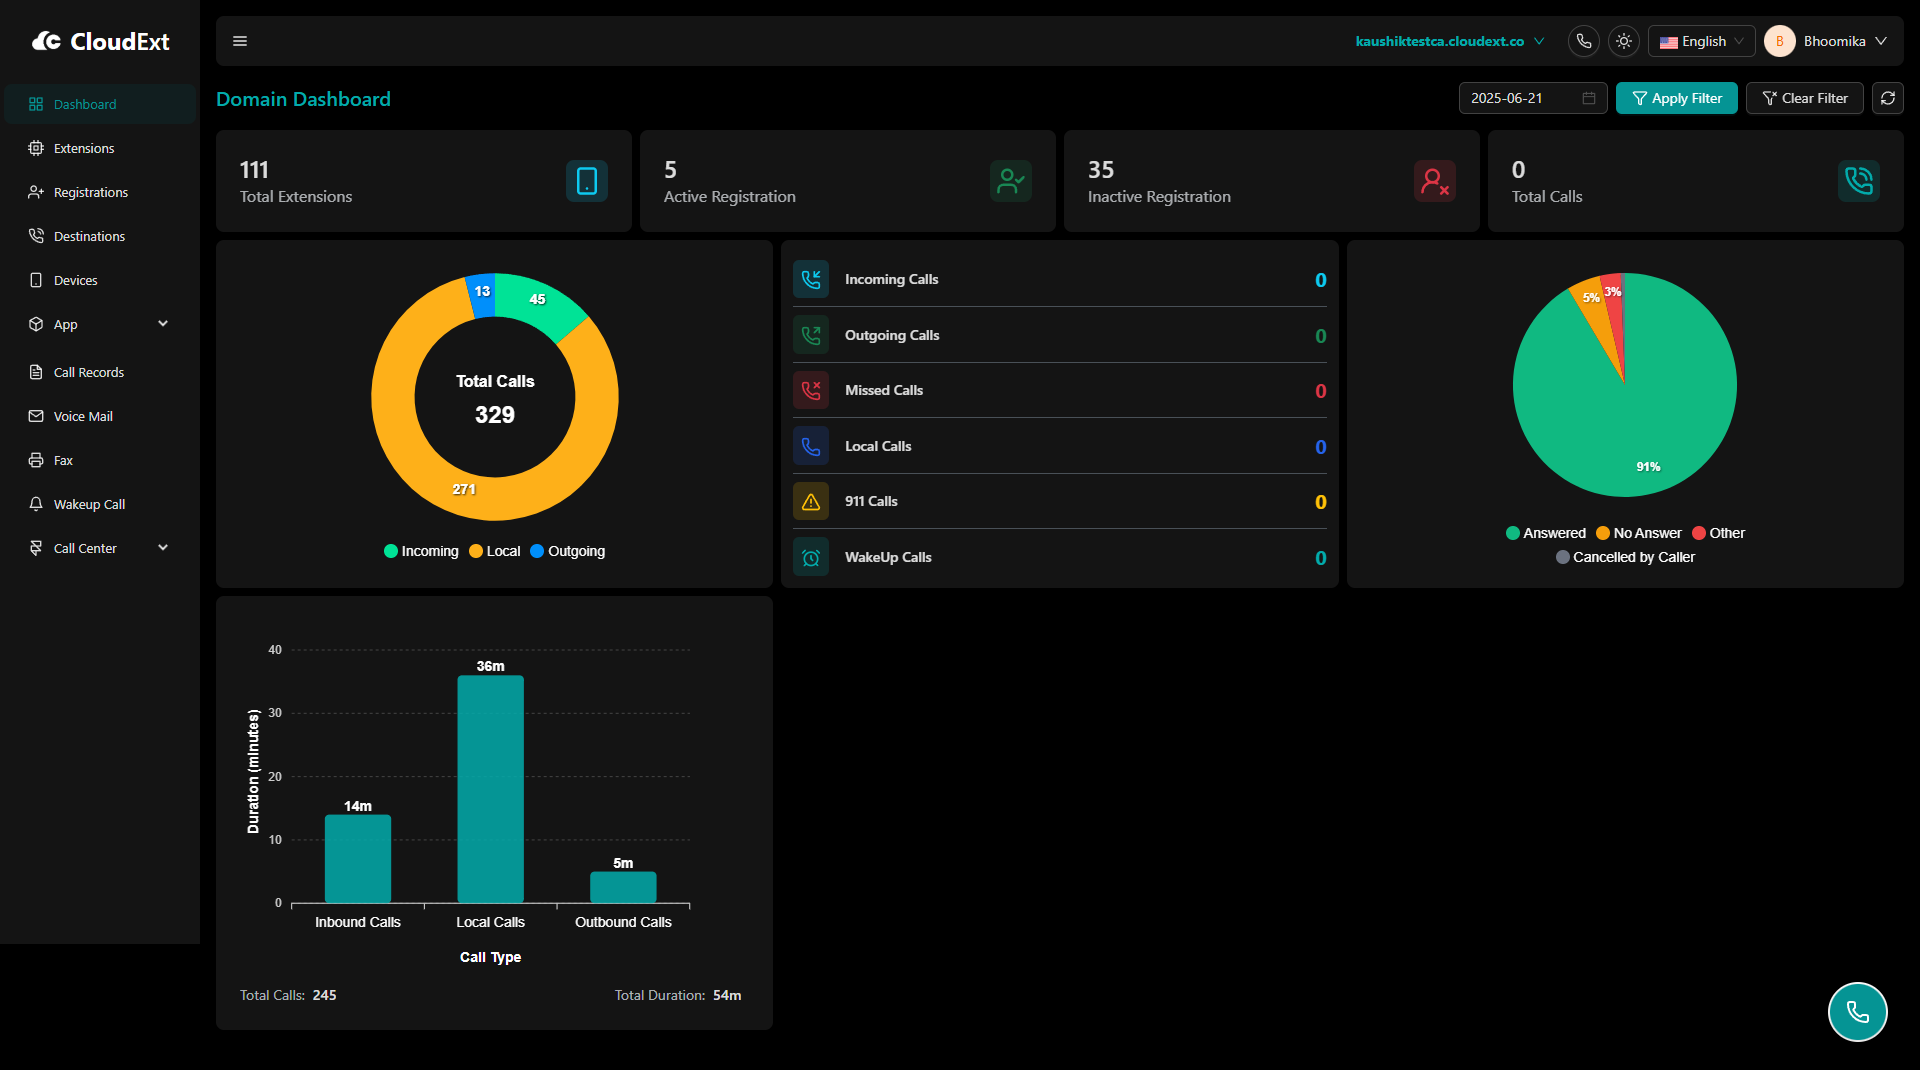 CloudExt
kaushiktestca.cloudext.co
English
B
Bhoomika
Dashboard
Extensions
Registrations
Destinations
Devices
App
Call Records
Voice Mail
Fax
Wakeup Call
Call Center
Domain Dashboard
2025-06-21
Apply Filter
Clear Filter
111
Total Extensions
5
Active Registration
35
Inactive Registration
0
Total Calls
13
45
Total Calls
329
271
Incoming
Local
Outgoing
Incoming Calls 0
Outgoing Calls 0
Missed Calls 0
Local Calls 0
911 Calls 0
WakeUp Calls 0
5%
3%
91%
Answered
No Answer
Other
Cancelled by Caller
Duration (minutes)
40
30
20
10
0
14m
36m
5m
Inbound Calls
Local Calls
Outbound Calls
Call Type
Total Calls: 245
Total Duration: 54m